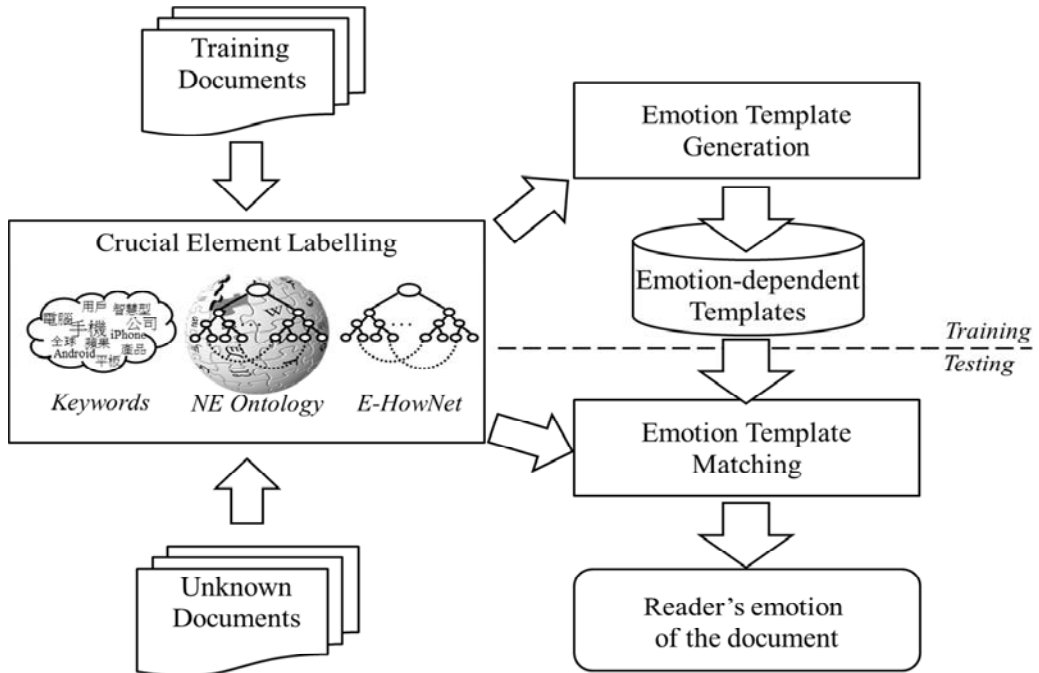 Training
Documents
Emotion Template
Generation
Crucial Element Labelling
用戶 智慧型
電腦 手機 公司
全球 蘋果 iPhone
Android 平板 產品
W
Keywords
NE Ontology
E-HowNet
Emotion-dependent
Templates
Training
Testing
Emotion Template
Matching
Unknown
Documents
Reader's emotion
of the document